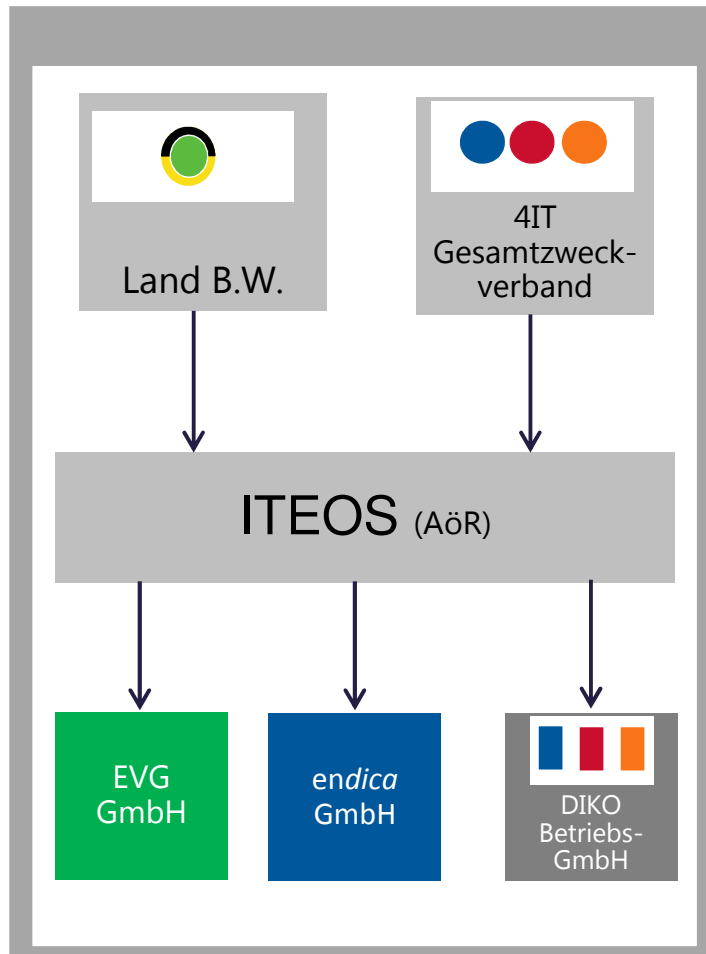 Land B.W.
4IT
Gesamtzweck-
verband
ITEOS (AöR)
EVG
GmbH
endica
GmbH
DIKO
Betriebs-
GmbH